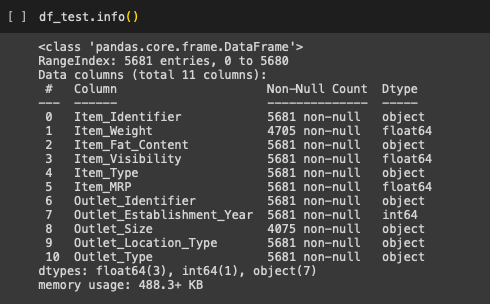 [ ] df_test.info()
<class 'pandas.core.frame.DataFrame'>
RangeIndex: 5681 entries, 0 to 5680
Data columns (total 11 columns):
 #   Column                     Non-Null Count  Dtype
---  ------                     --------------  -----
 0   Item_Identifier            5681 non-null   object
 1   Item_Weight                4705 non-null   float64
 2   Item_Fat_Content           5681 non-null   object
 3   Item_Visibility            5681 non-null   float64
 4   Item_Type                  5681 non-null   object
 5   Item_MRP                   5681 non-null   float64
 6   Outlet_Identifier          5681 non-null   object
 7   Outlet_Establishment_Year  5681 non-null   int64
 8   Outlet_Size                4075 non-null   object
 9   Outlet_Location_Type       5681 non-null   object
 10  Outlet_Type                5681 non-null   object
dtypes: float64(3), int64(1), object(7)
memory usage: 488.3+ KB